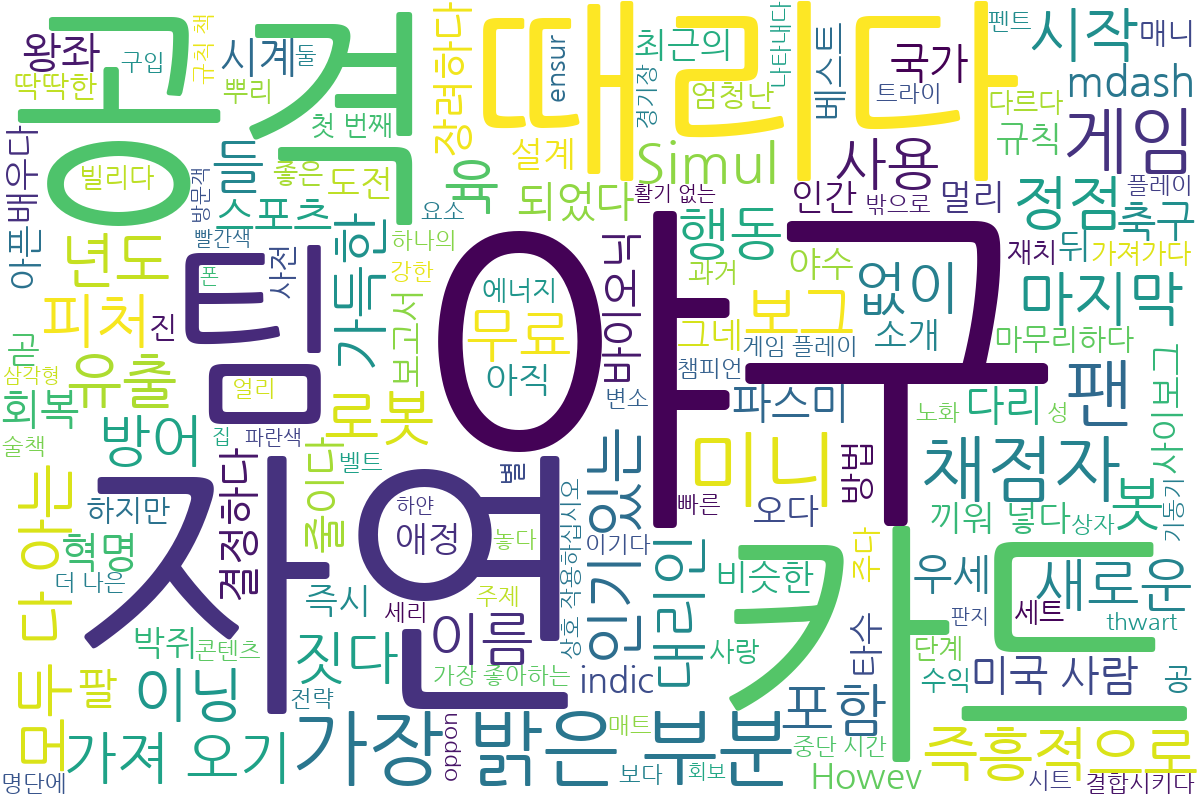 공격
때리다
야구
자연
카드
팀
왕좌
구입
규칙 책
시계
둘
딱딱한
뿌리
첫 번째
장려하다
ensur
최근의
경기장
나타내다
엄청난
베스트
국가
트라이
펜트
시작
매니
mdash
다르다
규칙
게임
배우다
아픈
빌리다
방문객
들
좋은
도전
설계
육
Simul
사용
활기 없는
인간
밖으로
멀리
정점
플레이
축구
스포츠
되었다
요소
빨간색
하나의
행동
재치
뒤
가져가다
년도
폰
사전
가득한
강한
에너지
바이오닉
과거
야수
없이
마지막
피처
진
보고서
무료
그네
보그
소개
게임 플레이
마무리하다
삼각형
유출
얼리
아직
챔피언
회복
로봇
변소
파스미
노화
다리
성
팬
사이보그
술책
방어
집
파란색
줄이다
벨트
별
인기있는
미니
방법
채점자
봇
기동기
다 아는
하지만
결정하다
하얀
애정
놓다
이기다
빠른
오다
끼워 넣다
상자
혁명
더 나은
즉시
세리
주제
상호 작용하십시오
대리인
비슷한
주다
우세
새로운
박쥐
콘텐츠
짓다
이름
가장 좋아하는
사랑
타수
단계
판지
세트
thwart
모두
팔
이닝
전략
indic
수익
미국 사람
공
포함
가져 오기
가장 밝은 부분
oppon
매트
중단 시간
즉흥적으로
명단에
보다
회보
Howev
시트
결합시키다